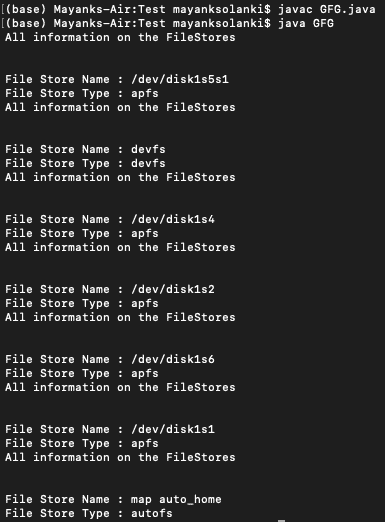 [(base) Mayanks-Air:Test mayanksolanki$ javac GFG.java
[(base) Mayanks-Air:Test mayanksolanki$ java GFG
All information on the FileStores
File Store Name : /dev/disk1s5s1
File Store Type : apfs
All information on the FileStores
File Store Name : devfs
File Store Type : devfs
All information on the FileStores
File Store Name : /dev/disk1s4
File Store Type : apfs
All information on the FileStores
File Store Name : /dev/disk1s2
File Store Type : apfs
All information on the FileStores
File Store Name : /dev/disk1s6
File Store Type : apfs
All information on the FileStores
File Store Name : /dev/disk1s1
File Store Type : apfs
All information on the FileStores
File Store Name : map auto_home
File Store Type : autofs